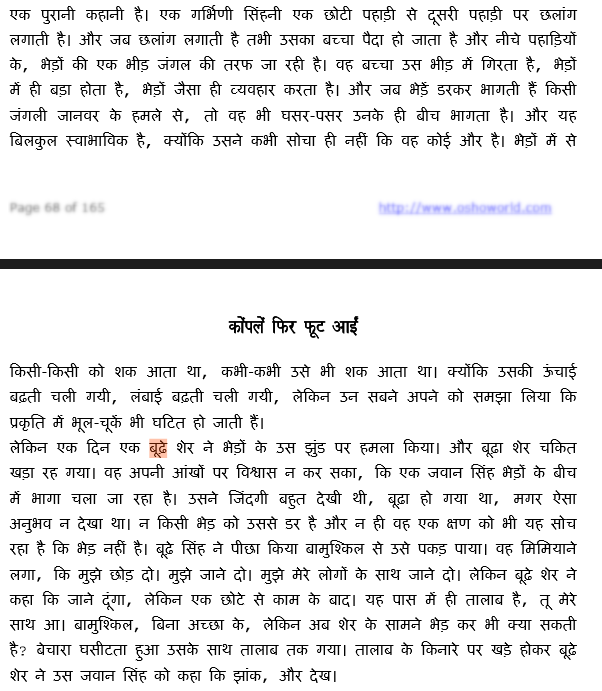 एक पुरानी कहानी है। एक गर्भिणी सिंहनी एक छोटी पहाड़ी से दूसरी पहाड़ी पर छलांग
लगाती है। और जब छलांग लगाती है तभी उसका बच्चा पैदा हो जाता है और नीचे पहाड़ियों
के, भेड़ों की एक भीड़ जंगल की तरफ जा रही है। वह बच्चा उस भीड़ में गिरता है, भेड़ों
में ही बड़ा होता है, भेड़ों जैसा ही व्यवहार करता है। और जब भेड़ें डरकर भागती हैं किसी
जंगली जानवर के हमले से, तो वह भी घसर-पसर उनके ही बीच भागता है। और यह
बिलकुल स्वाभाविक है, क्योंकि उसने कभी सोचा ही नहीं कि वह कोई और है। भेड़ों में से
Page 68 of 165
http://www.oshoworld.com
कोंपलें फिर फूट आईं
किसी-किसी को शक आता था, कभी-कभी उसे भी शक आता था। क्योंकि उसकी ऊंचाई
बढ़ती चली गयी, लंबाई बढ़ती चली गयी, लेकिन उन सबने अपने को समझा लिया कि
प्रकृति में भूल-चूकें भी घटित हो जाती हैं।
लेकिन एक दिन एक बूढ़े शेर ने भेड़ों के उस झुंड पर हमला किया। और बूढ़ा शेर चकित
खड़ा रह गया। वह अपनी आंखों पर विश्वास न कर सका, कि एक जवान सिंह भेड़ों के बीच
में भागा चला जा रहा है। उसने जिंदगी बहुत देखी थी, बूढ़ा हो गया था, मगर ऐसा
अनुभव न देखा था। न किसी भेड़ को उससे डर है और न ही वह एक क्षण को भी यह सोच
रहा है कि भेड़ नहीं है। बूढ़े सिंह ने पीछा किया बामुश्किल से उसे पकड़ पाया। वह मिमियाने
लगा, कि मुझे छोड़ दो। मुझे जाने दो। मुझे मेरे लोगों के साथ जाने दो। लेकिन बूढ़े शेर ने
कहा कि जाने दूंगा, लेकिन एक छोटे से काम के बाद। यह पास में ही तालाब है, तू मेरे
साथ आ। बामुश्किल, बिना अच्छा के, लेकिन अब शेर के सामने भेड़ कर भी क्या सकती
है? बेचारा घसीटता हुआ उसके साथ तालाब तक गया। तालाब के किनारे पर खड़े होकर बूढ़े
शेर ने उस जवान सिंह को कहा कि झांक, और देख।